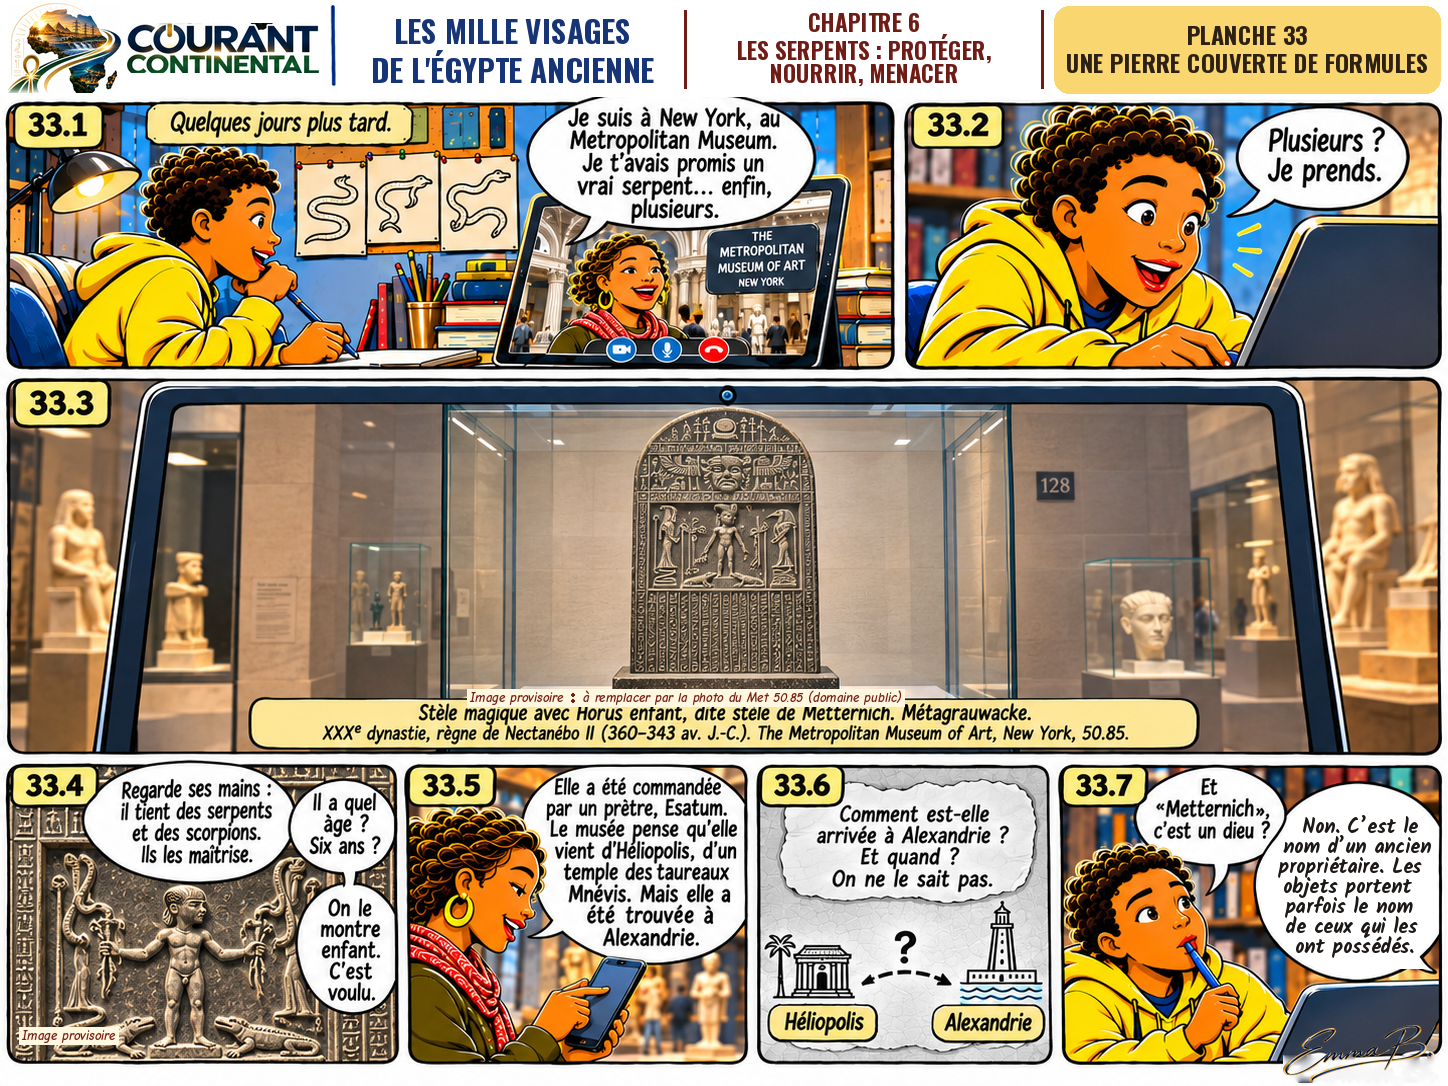 COURANT
CONTINENTAL
LES MILLE VISAGES
DE L'ÉGYPTE ANCIENNE
CHAPITRE 6
LES SERPENTS : PROTÉGER,
NOURRIR, MENACER
PLANCHE 33
UNE PIERRE COUVERTE DE FORMULES
33.1
Quelques jours plus tard.
Je suis à New York, au
Metropolitan Museum.
Je t'avais promis un
vrai serpent... enfin,
plusieurs.
THE
METROPOLITAN
MUSEUM OF ART
NEW YORK
33.2
Plusieurs ?
Je prends.
33.3
128
Image provisoire : à remplacer par la photo du Met 50.85 (domaine public)
Stèle magique avec Horus enfant, dite stèle de Metternich. Métagrauwacke.
XXXe dynastie, règne de Nectanébo II (360–343 av. J.-C.). The Metropolitan Museum of Art, New York, 50.85.
33.4
Regarde ses mains :
il tient des serpents
et des scorpions.
Ils les maîtrise.
Il a quel
âge ?
Six ans ?
On le
montre
enfant.
C'est
voulu.
Image provisoire
33.5
Elle a été commandée
par un prêtre, Esatum.
Le musée pense qu'elle
vient d'Héliopolis, d'un
temple des taureaux
Mnévis. Mais elle a
été trouvée à
Alexandrie.
33.6
Comment est-elle
arrivée à Alexandrie ?
Et quand ?
On ne le sait pas.
?
Héliopolis
Alexandrie
33.7
Et
«Metternich»,
c'est un dieu ?
Non. C'est le
nom d'un ancien
propriétaire. Les
objets portent
parfois le nom
de ceux qui les
ont possédés.
Emma B.